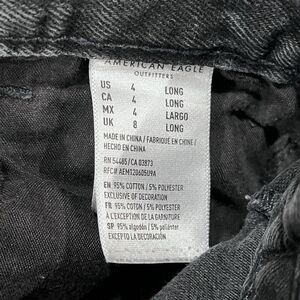 AMERICAN EAGLE
OUTFITTERS
US 4 LONG
CA 4 LONG
MX 4 LARGO
UK 8 LONG
MADE IN CHINA / FABRIQUÉ EN CHINE /
HECHO EN CHINA
RN 54485 / CA 03873
RFC# AEMT20605U9A
EN 95% COTTON / 5% POLYESTER
EXCLUSIVE OF DECORATION
FR 95% COTON / 5% POLYESTER
À L'EXCEPTION DE LA GARNITURE
SP 95% algodón / 5% poliéster
EXCEPTO LA DECORACIÓN